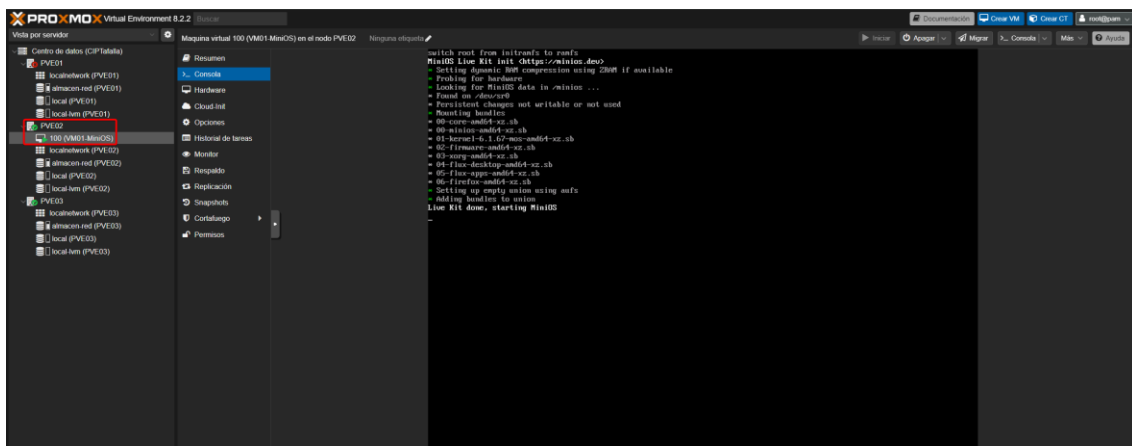 PROXMOX Virtual Environment 8.2.2 Buscar
Documentación Crear VM Crear CT root@pam
Vista por servidor
Centro de datos (CIPTafalla)
PVE01
localnetwork (PVE01)
almacen-red (PVE01)
local (PVE01)
local-lvm (PVE01)
PVE02
100 (VM01-MiniOS)
localnetwork (PVE02)
almacen-red (PVE02)
local (PVE02)
local-lvm (PVE02)
PVE03
localnetwork (PVE03)
almacen-red (PVE03)
local (PVE03)
local-lvm (PVE03)
Maquina virtual 100 (VM01-MiniOS) en el nodo PVE02 Ninguna etiqueta
Iniciar Apagar Migrar >_ Consola Más Ayuda
Resumen
>_ Consola
Hardware
Cloud-Init
Opciones
Historial de tareas
Monitor
Respaldo
Replicación
Snapshots
Cortafuego
Permisos
switch root from initramfs to ramfs
MiniOS Live Kit init <https://minios.dev>
* Setting dynamic RAM compression using ZRAM if available
* Probing for hardware
* Looking for MiniOS data in /minios ...
* Found on /dev/sr0
* Persistent changes not writable or not used
* Mounting bundles
* 00-core-amd64-xz.sb
* 00-minios-amd64-xz.sb
* 01-kernel-6.1.67-mos-amd64-xz.sb
* 02-firmware-amd64-xz.sb
* 03-xorg-amd64-xz.sb
* 04-flux-desktop-amd64-xz.sb
* 05-flux-apps-amd64-xz.sb
* 06-firefox-amd64-xz.sb
* Setting up empty union using aufs
* Adding bundles to union
Live Kit done, starting MiniOS
_